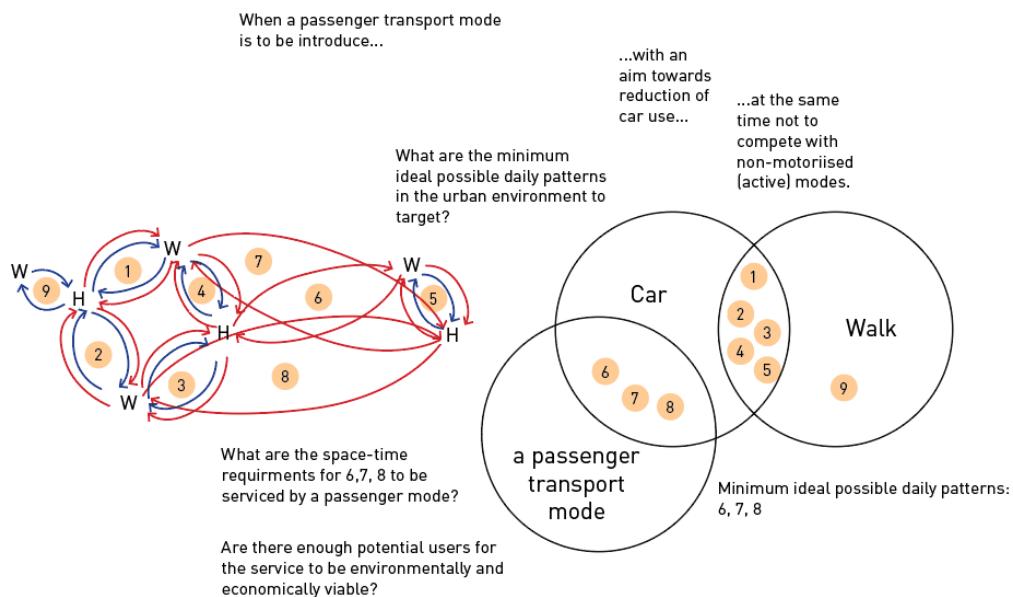 When a passenger transport mode
is to be introduce...
...with an
aim towards
reduction of
car use...
...at the same
time not to
compete with
non-motoriised
(active) modes.
What are the minimum
ideal possible daily patterns
in the urban environment to
target?
W
9
H
1
W
4
7
6
W
5
H
H
2
W
3
8
Car
1
2
3
4
5
Walk
9
6
7
8
a passenger
transport
mode
What are the space-time
requirments for 6,7, 8 to be
serviced by a passenger mode?
Minimum ideal possible daily patterns:
6, 7, 8
Are there enough potential users for
the service to be environmentally and
economically viable?